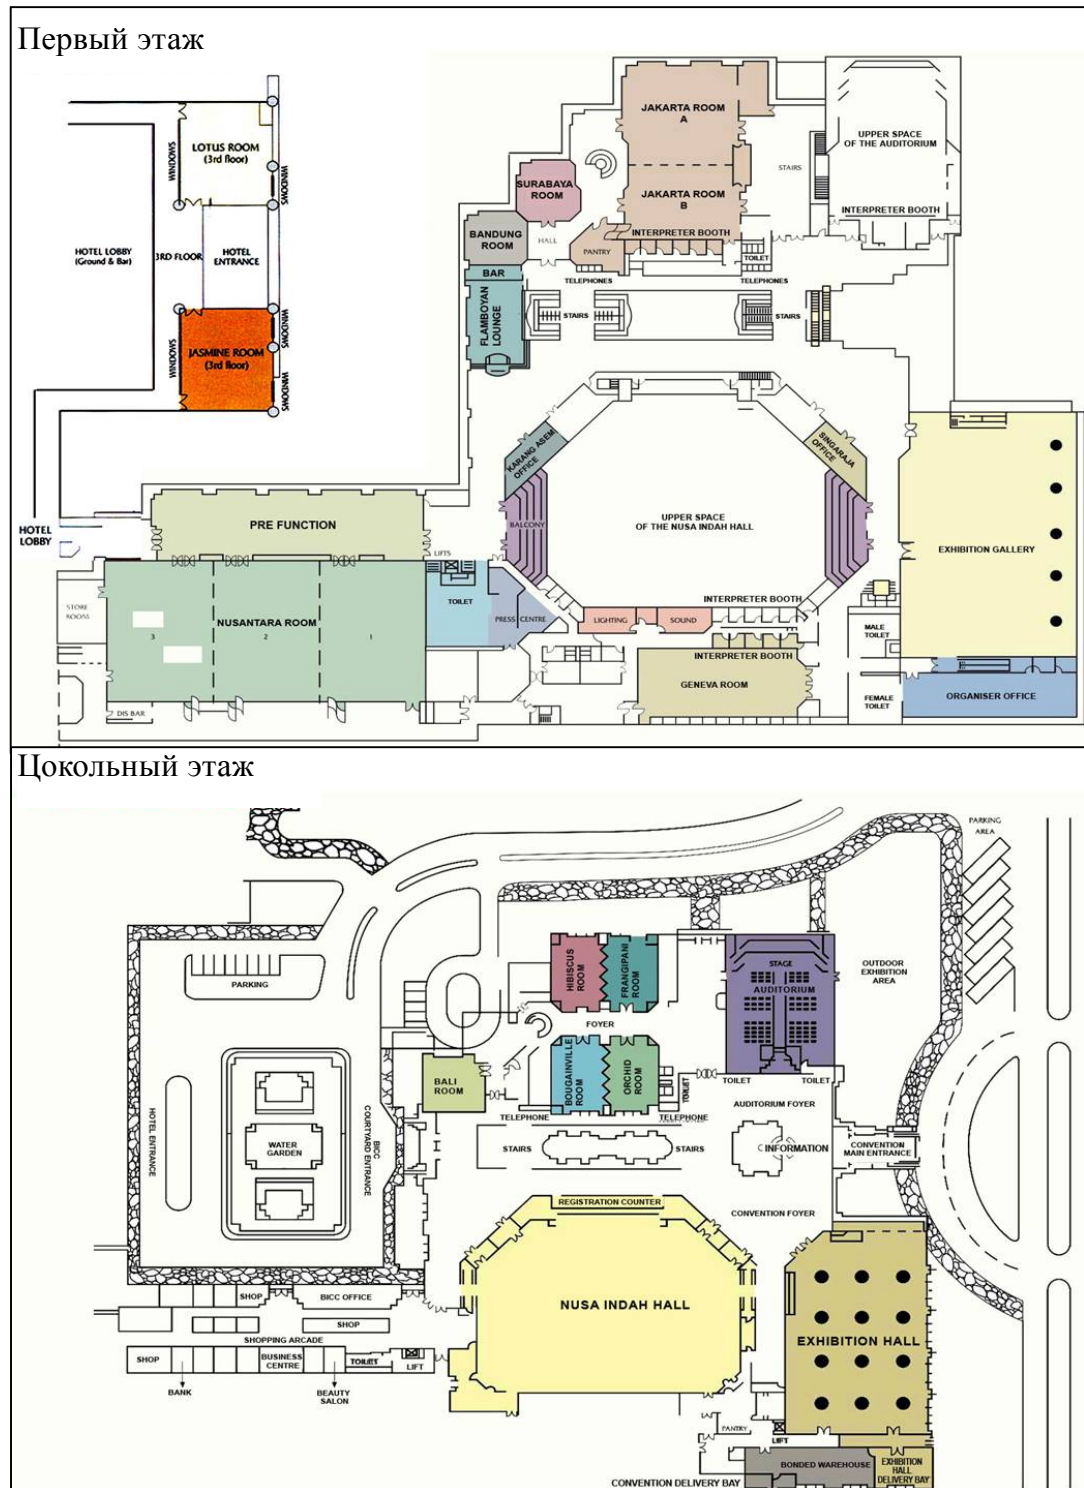 Первый этаж
JAKARTA ROOM
A
UPPER SPACE
OF THE AUDITORIUM
LOTUS ROOM
(3rd floor)
WINDOWS
WINDOWS
STAIRS
SURABAYA
ROOM
JAKARTA ROOM
B
INTERPRETER BOOTH
INTERPRETER BOOTH
BANDUNG
ROOM
HALL
PANTRY
TOILET
HOTEL LOBBY
(Ground & Bar)
3RD FLOOR
HOTEL
ENTRANCE
BAR
TELEPHONES
TELEPHONES
FLAMBOYAN
LOUNGE
STAIRS
STAIRS
WINDOWS
WINDOWS
JASMINE ROOM
(3rd floor)
WINDOWS
KARANG ASEM
OFFICE
SINGARAJA
OFFICE
HOTEL
LOBBY
PRE FUNCTION
BALCONY
UPPER SPACE
OF THE NUSA INDAH HALL
EXHIBITION GALLERY
LIFTS
STORE
ROOM
TOILET
INTERPRETER BOOTH
NUSANTARA ROOM
3
2
1
PRESS CENTRE
LIGHTING
SOUND
MALE
TOILET
INTERPRETER BOOTH
GENEVA ROOM
FEMALE
TOILET
ORGANISER OFFICE
DIS BAR
Цокольный этаж
PARKING
AREA
HIBISCUS
ROOM
FRANGIPANI
ROOM
STAGE
AUDITORIUM
OUTDOOR
EXHIBITION
AREA
PARKING
FOYER
BALI
ROOM
BOUGAINVILLE
ROOM
ORCHID
ROOM
TOILET
TOILET
TOILET
TELEPHONE
TELEPHONE
AUDITORIUM FOYER
HOTEL ENTRANCE
WATER
GARDEN
BICC
COURTYARD ENTRANCE
STAIRS
STAIRS
INFORMATION
CONVENTION
MAIN ENTRANCE
REGISTRATION COUNTER
CONVENTION FOYER
SHOP
BICC OFFICE
NUSA INDAH HALL
SHOP
SHOPPING ARCADE
EXHIBITION HALL
SHOP
BUSINESS
CENTRE
TOILET
LIFT
BANK
BEAUTY
SALON
PANTRY
LIFT
BONDED WAREHOUSE
EXHIBITION
HALL
DELIVERY BAY
CONVENTION DELIVERY BAY